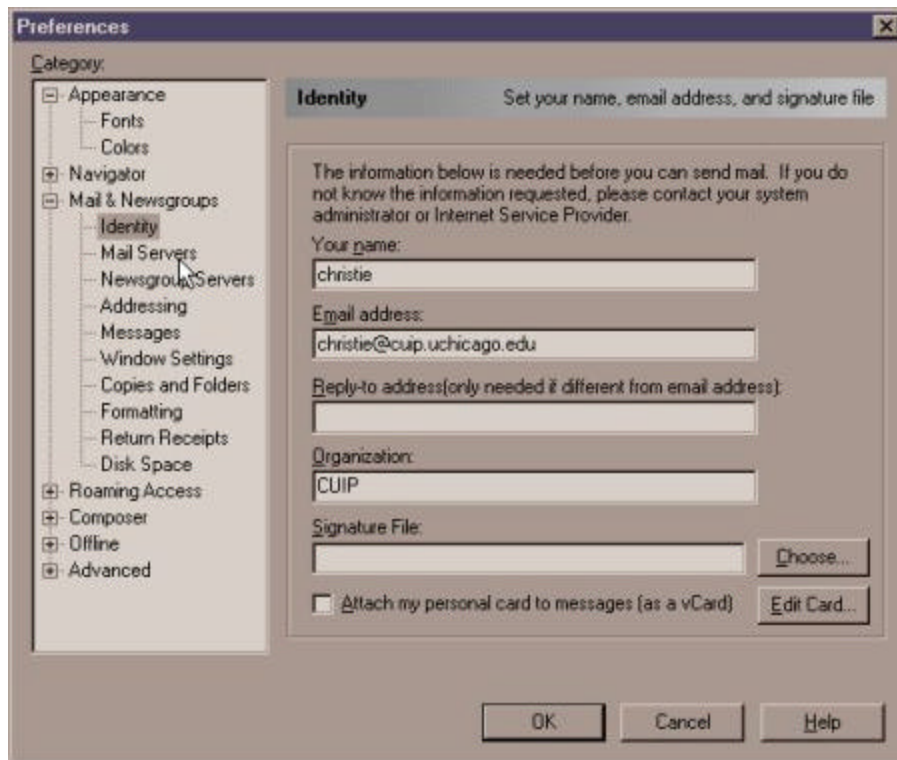 Preferences
Category:
Appearance
Fonts
Colors
Navigator
Mail & Newsgroups
Identity
Mail Servers
Newsgroup Servers
Addressing
Messages
Window Settings
Copies and Folders
Formatting
Return Receipts
Disk Space
Roaming Access
Composer
Offline
Advanced
Identity
Set your name, email address, and signature file
The information below is needed before you can send mail. If you do
not know the information requested, please contact your system
administrator or Internet Service Provider.
Your name:
christie
Email address:
christie@cuip.uchicago.edu
Reply-to address(only needed if different from email address):
Organization:
CUIP
Signature File:
Choose...
Attach my personal card to messages (as a vCard)
Edit Card...
OK
Cancel
Help